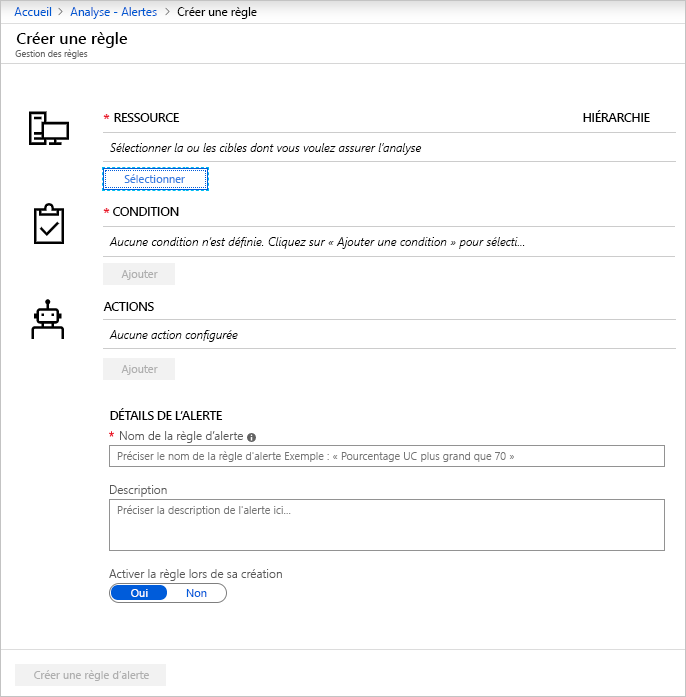 Accueil > Analyse - Alertes > Créer une règle
Créer une règle
Gestion des règles
* RESSOURCE HIÉRARCHIE
Sélectionner la ou les cibles dont vous voulez assurer l'analyse
Sélectionner
* CONDITION
Aucune condition n'est définie. Cliquez sur « Ajouter une condition » pour sélecti...
Ajouter
ACTIONS
Aucune action configurée
Ajouter
DÉTAILS DE L'ALERTE
* Nom de la règle d'alerte
Préciser le nom de la règle d'alerte Exemple : « Pourcentage UC plus grand que 70 »
Description
Préciser la description de l'alerte ici...
Activer la règle lors de sa création
Oui Non
Créer une règle d'alerte